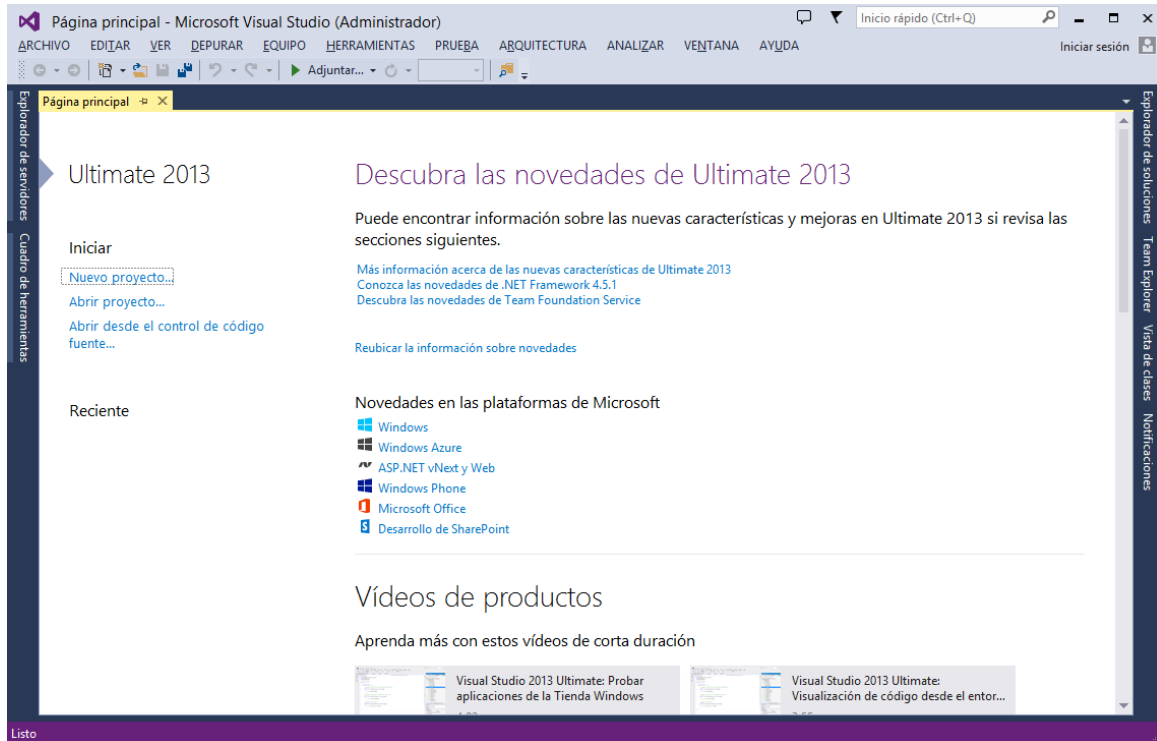 Página principal - Microsoft Visual Studio (Administrador)
Inicio rápido (Ctrl+Q)
ARCHIVO EDITAR VER DEPURAR EQUIPO HERRAMIENTAS PRUEBA ARQUITECTURA ANALIZAR VENTANA AYUDA
Iniciar sesión
Adjuntar...
Explorador de servidores
Cuadro de herramientas
Página principal
Ultimate 2013
Iniciar
Nuevo proyecto...
Abrir proyecto...
Abrir desde el control de código
fuente...
Reciente
Descubra las novedades de Ultimate 2013
Puede encontrar información sobre las nuevas características y mejoras en Ultimate 2013 si revisa las
secciones siguientes.
Más información acerca de las nuevas características de Ultimate 2013
Conozca las novedades de .NET Framework 4.5.1
Descubra las novedades de Team Foundation Service
Reubicar la información sobre novedades
Novedades en las plataformas de Microsoft
Windows
Windows Azure
ASP.NET vNext y Web
Windows Phone
Microsoft Office
Desarrollo de SharePoint
Vídeos de productos
Aprenda más con estos vídeos de corta duración
Visual Studio 2013 Ultimate: Probar
aplicaciones de la Tienda Windows
Visual Studio 2013 Ultimate:
Visualización de código desde el entor...
Explorador de soluciones
Team Explorer
Vista de clases
Notificaciones
Listo